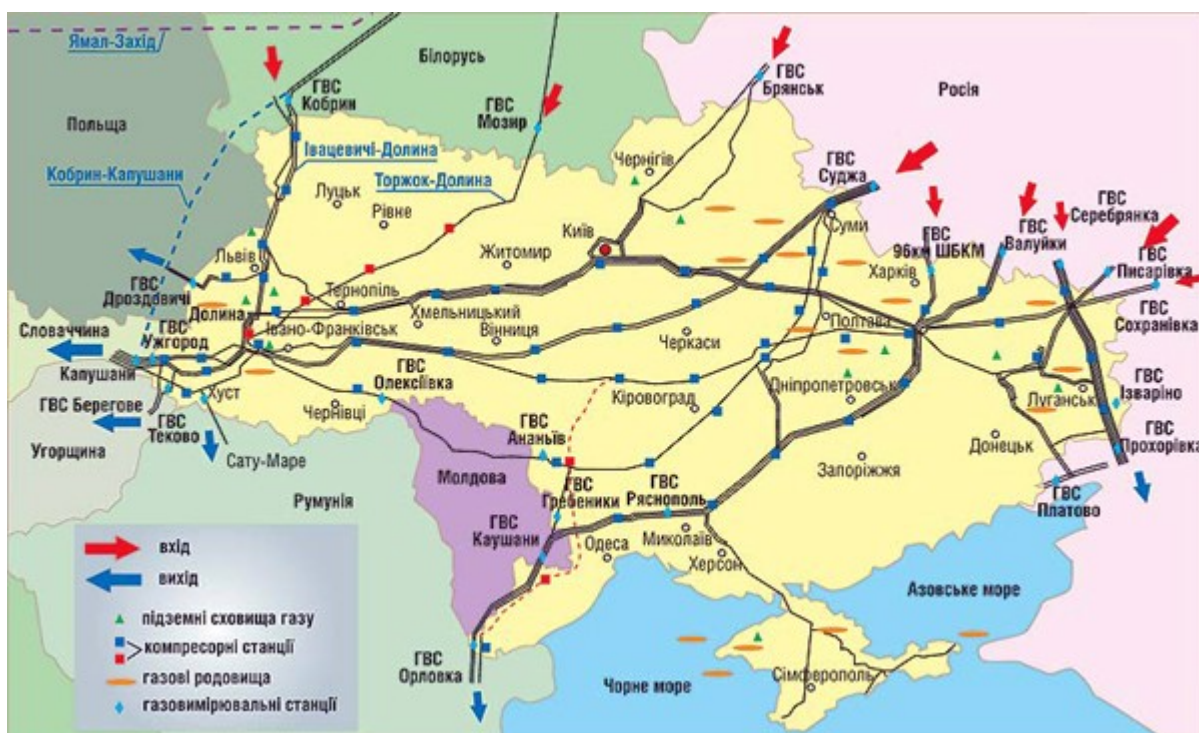 Ямал-Захід
Білорусь
Росія
Польща
ГВС
Кобрин
ГВС
Мозир
ГВС
Брянськ
Івацевичі-Долина
Кобрин-Капушани
Торжок-Долина
Чернігів
ГВС
Суджа
Луцьк
Рівне
Житомир
Київ
Суми
ГВС
96км ШБКМ
ГВС
Валуйки
ГВС
Серебрянка
ГВС
Писарівка
ГВС
Сохранівка
Львів
ГВС
Дроздовичі
Долина
Тернопіль
Хмельницький
Харків
Словаччина
ГВС
Ужгород
Івано-Франківськ
Вінниця
Черкаси
Полтава
Капушани
Хуст
ГВС
Олексіївка
Кіровоград
Дніпропетровськ
Луганськ
ГВС
Ізваріно
ГВС Берегове
ГВС
Теково
Чернівці
ГВС
Ананьїв
Донецьк
ГВС
Прохорівка
Угорщина
Сату-Маре
Молдова
Запоріжжя
Румунія
ГВС
Гребеники
ГВС
Ряснополь
ГВС
Платово
ГВС
Каушани
Одеса
Миколаїв
Херсон
Азовське море
ГВС
Орловка
Чорне море
Сімферополь
вхід
вихід
підземні сховища газу
компресорні станції
газові родовища
газовимірювальні станції